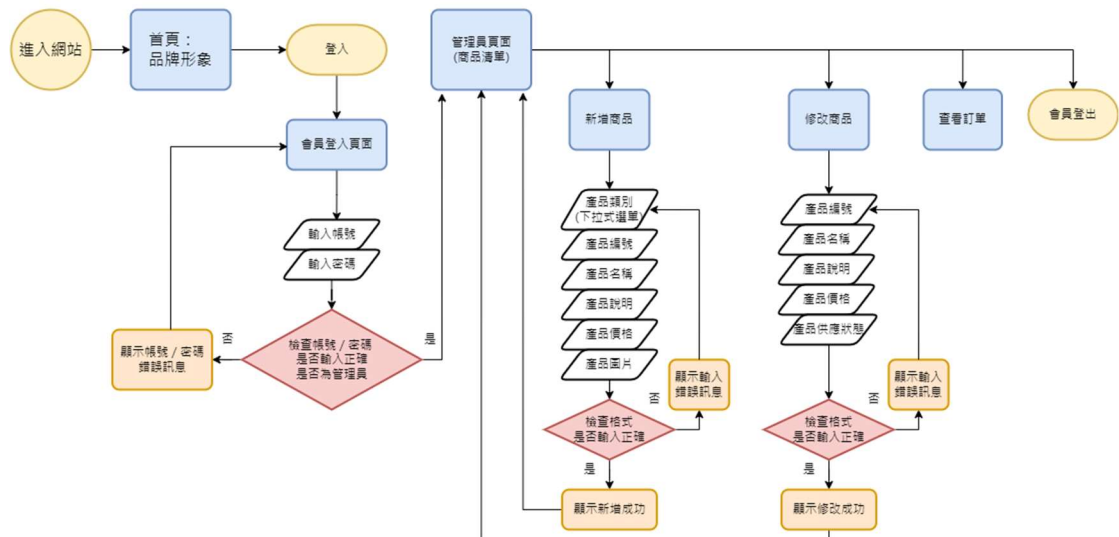 進入網站
首頁：
品牌形象
登入
會員登入頁面
輸入帳號
輸入密碼
檢查帳號 / 密碼
是否輸入正確
是否為管理員
否
顯示帳號 / 密碼
錯誤訊息
是
管理員頁面
(商品清單)
新增商品
產品類別
(下拉式選單)
產品編號
產品名稱
產品說明
產品價格
產品圖片
檢查格式
是否輸入正確
否
顯示輸入
錯誤訊息
是
顯示新增成功
修改商品
產品編號
產品名稱
產品說明
產品價格
產品供應狀態
檢查格式
是否輸入正確
否
顯示輸入
錯誤訊息
是
顯示修改成功
查看訂單
會員登出